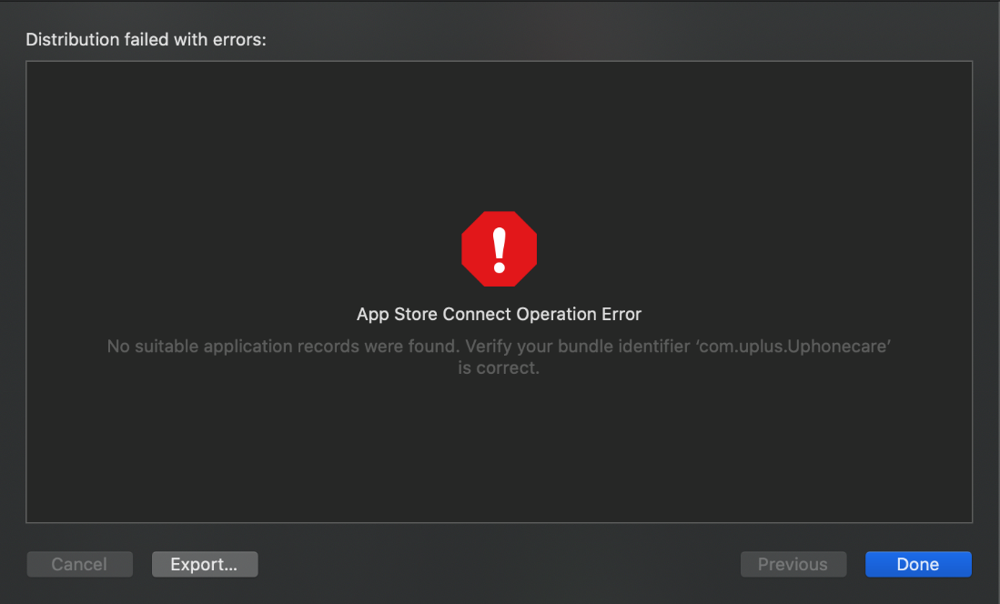 Distribution failed with errors:
App Store Connect Operation Error
No suitable application records were found. Verify your bundle identifier ‘com.uplus.Uphonecare’
is correct.
Cancel
Export...
Previous
Done